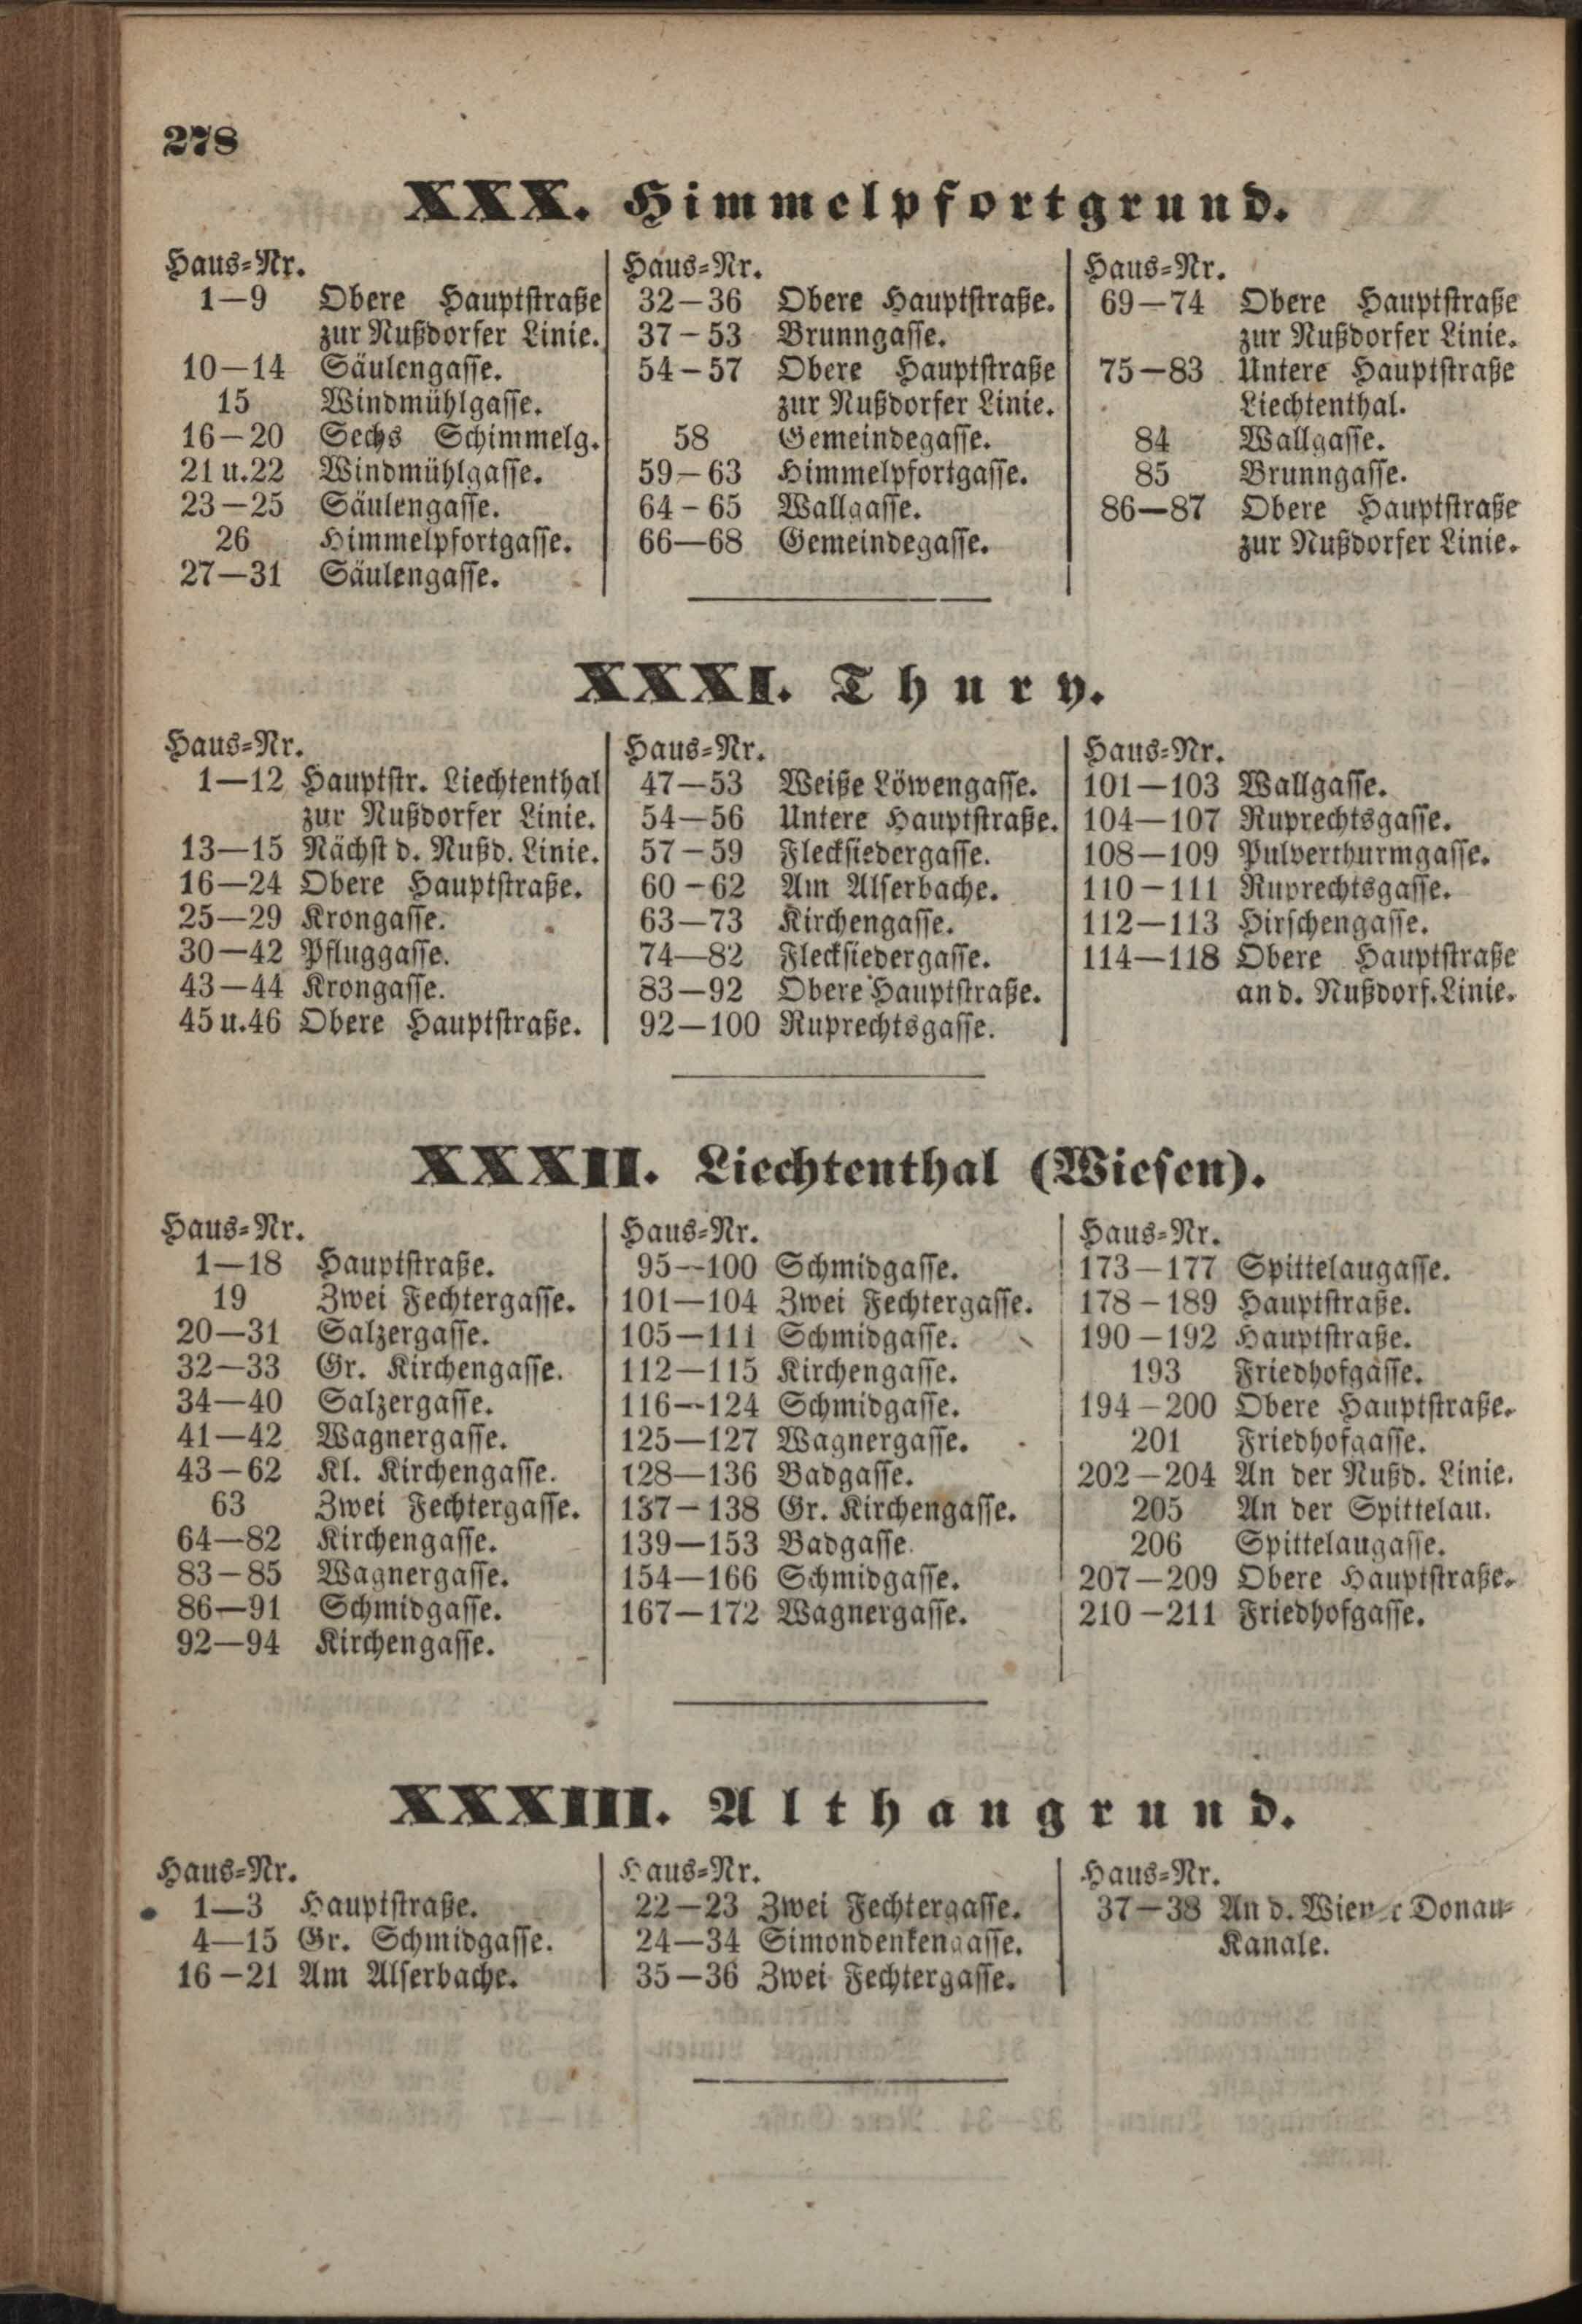 278
XXX. Himmelpfortgrund.
Haus-Nr.
1—9 Obere Hauptstraße
zur Nußdorfer Linie.
10—14 Säulengasse.
15 Windmühlgasse.
16—20 Sechs Schimmelg.
21 u. 22 Windmühlgasse.
23—25 Säulengasse.
26 Himmelpfortgasse.
27—31 Säulengasse.
Haus-Nr.
32—36 Obere Hauptstraße.
37—53 Brunngasse.
54—57 Obere Hauptstraße
zur Nußdorfer Linie.
58 Gemeindegasse.
59—63 Himmelpfortgasse.
64—65 Wallgasse.
66—68 Gemeindegasse.
Haus-Nr.
69—74 Obere Hauptstraße
zur Nußdorfer Linie.
75—83 Untere Hauptstraße
Liechtenthal.
84 Wallgasse.
85 Brunngasse.
86—87 Obere Hauptstraße
zur Nußdorfer Linie.
XXXI. Thury.
Haus-Nr.
1—12 Hauptstr. Liechtenthal
zur Nußdorfer Linie.
13—15 Nächst d. Nußd. Linie.
16—24 Obere Hauptstraße.
25—29 Krongasse.
30—42 Pfluggasse.
43—44 Krongasse.
45 u. 46 Obere Hauptstraße.
Haus-Nr.
47—53 Weiße Löwengasse.
54—56 Untere Hauptstraße.
57—59 Flecksiedergasse.
60—62 Am Alserbache.
63—73 Kirchengasse.
74—82 Flecksiedergasse.
83—92 Obere Hauptstraße.
92—100 Ruprechtsgasse.
Haus-Nr.
101—103 Wallgasse.
104—107 Ruprechtsgasse.
108—109 Pulverthurmgasse.
110—111 Ruprechtsgasse.
112—113 Hirschengasse.
114—118 Obere Hauptstraße
an d. Nußdorf. Linie.
XXXII. Liechtenthal (Wiesen).
Haus-Nr.
1—18 Hauptstraße.
19 Zwei Fechtergasse.
20—31 Salzergasse.
32—33 Gr. Kirchengasse.
34—40 Salzergasse.
41—42 Wagnergasse.
43—62 Kl. Kirchengasse.
63 Zwei Fechtergasse.
64—82 Kirchengasse.
83—85 Wagnergasse.
86—91 Schmidgasse.
92—94 Kirchengasse.
Haus-Nr.
95—100 Schmidgasse.
101—104 Zwei Fechtergasse.
105—111 Schmidgasse.
112—115 Kirchengasse.
116—124 Schmidgasse.
125—127 Wagnergasse.
128—136 Badgasse.
137—138 Gr. Kirchengasse.
139—153 Badgasse.
154—166 Schmidgasse.
167—172 Wagnergasse.
Haus-Nr.
173—177 Spittelaugasse.
178—189 Hauptstraße.
190—192 Hauptstraße.
193 Friedhofgasse.
194—200 Obere Hauptstraße.
201 Friedhofgasse.
202—204 An der Nußd. Linie.
205 An der Spittelau.
206 Spittelaugasse.
207—209 Obere Hauptstraße.
210—211 Friedhofgasse.
XXXIII. Althangrund.
Haus-Nr.
1—3 Hauptstraße.
4—15 Gr. Schmidgasse.
16—21 Am Alserbache.
Haus-Nr.
22—23 Zwei Fechtergasse.
24—34 Simondenkengasse.
35—36 Zwei Fechtergasse.
Haus-Nr.
37—38 An d. Wiener Donau-
Kanale.